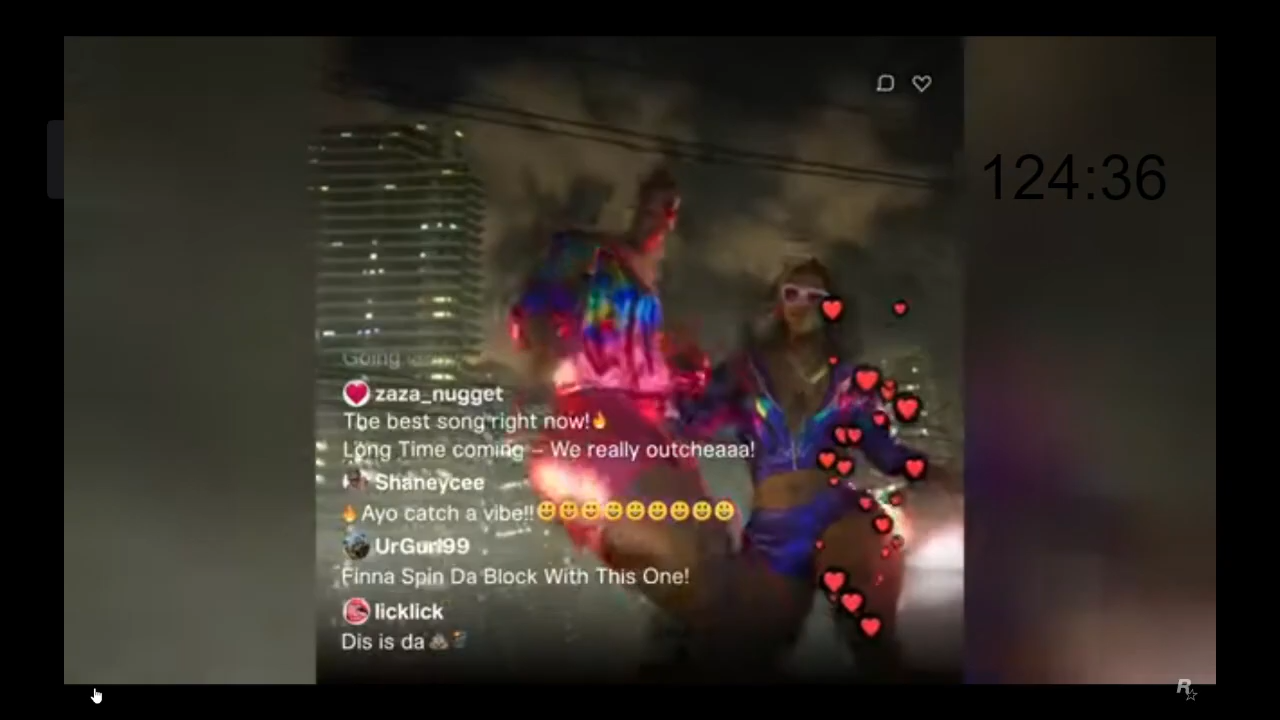 124:36
Going
zaza_nugget
The best song right now!🔥
Long Time coming – We really outcheaaa!
Shaneycee
🔥Ayo catch a vibe!!😀😀😀😀😀😀😀😀😀
UrGurl99
Finna Spin Da Block With This One!
licklick
Dis is da
R